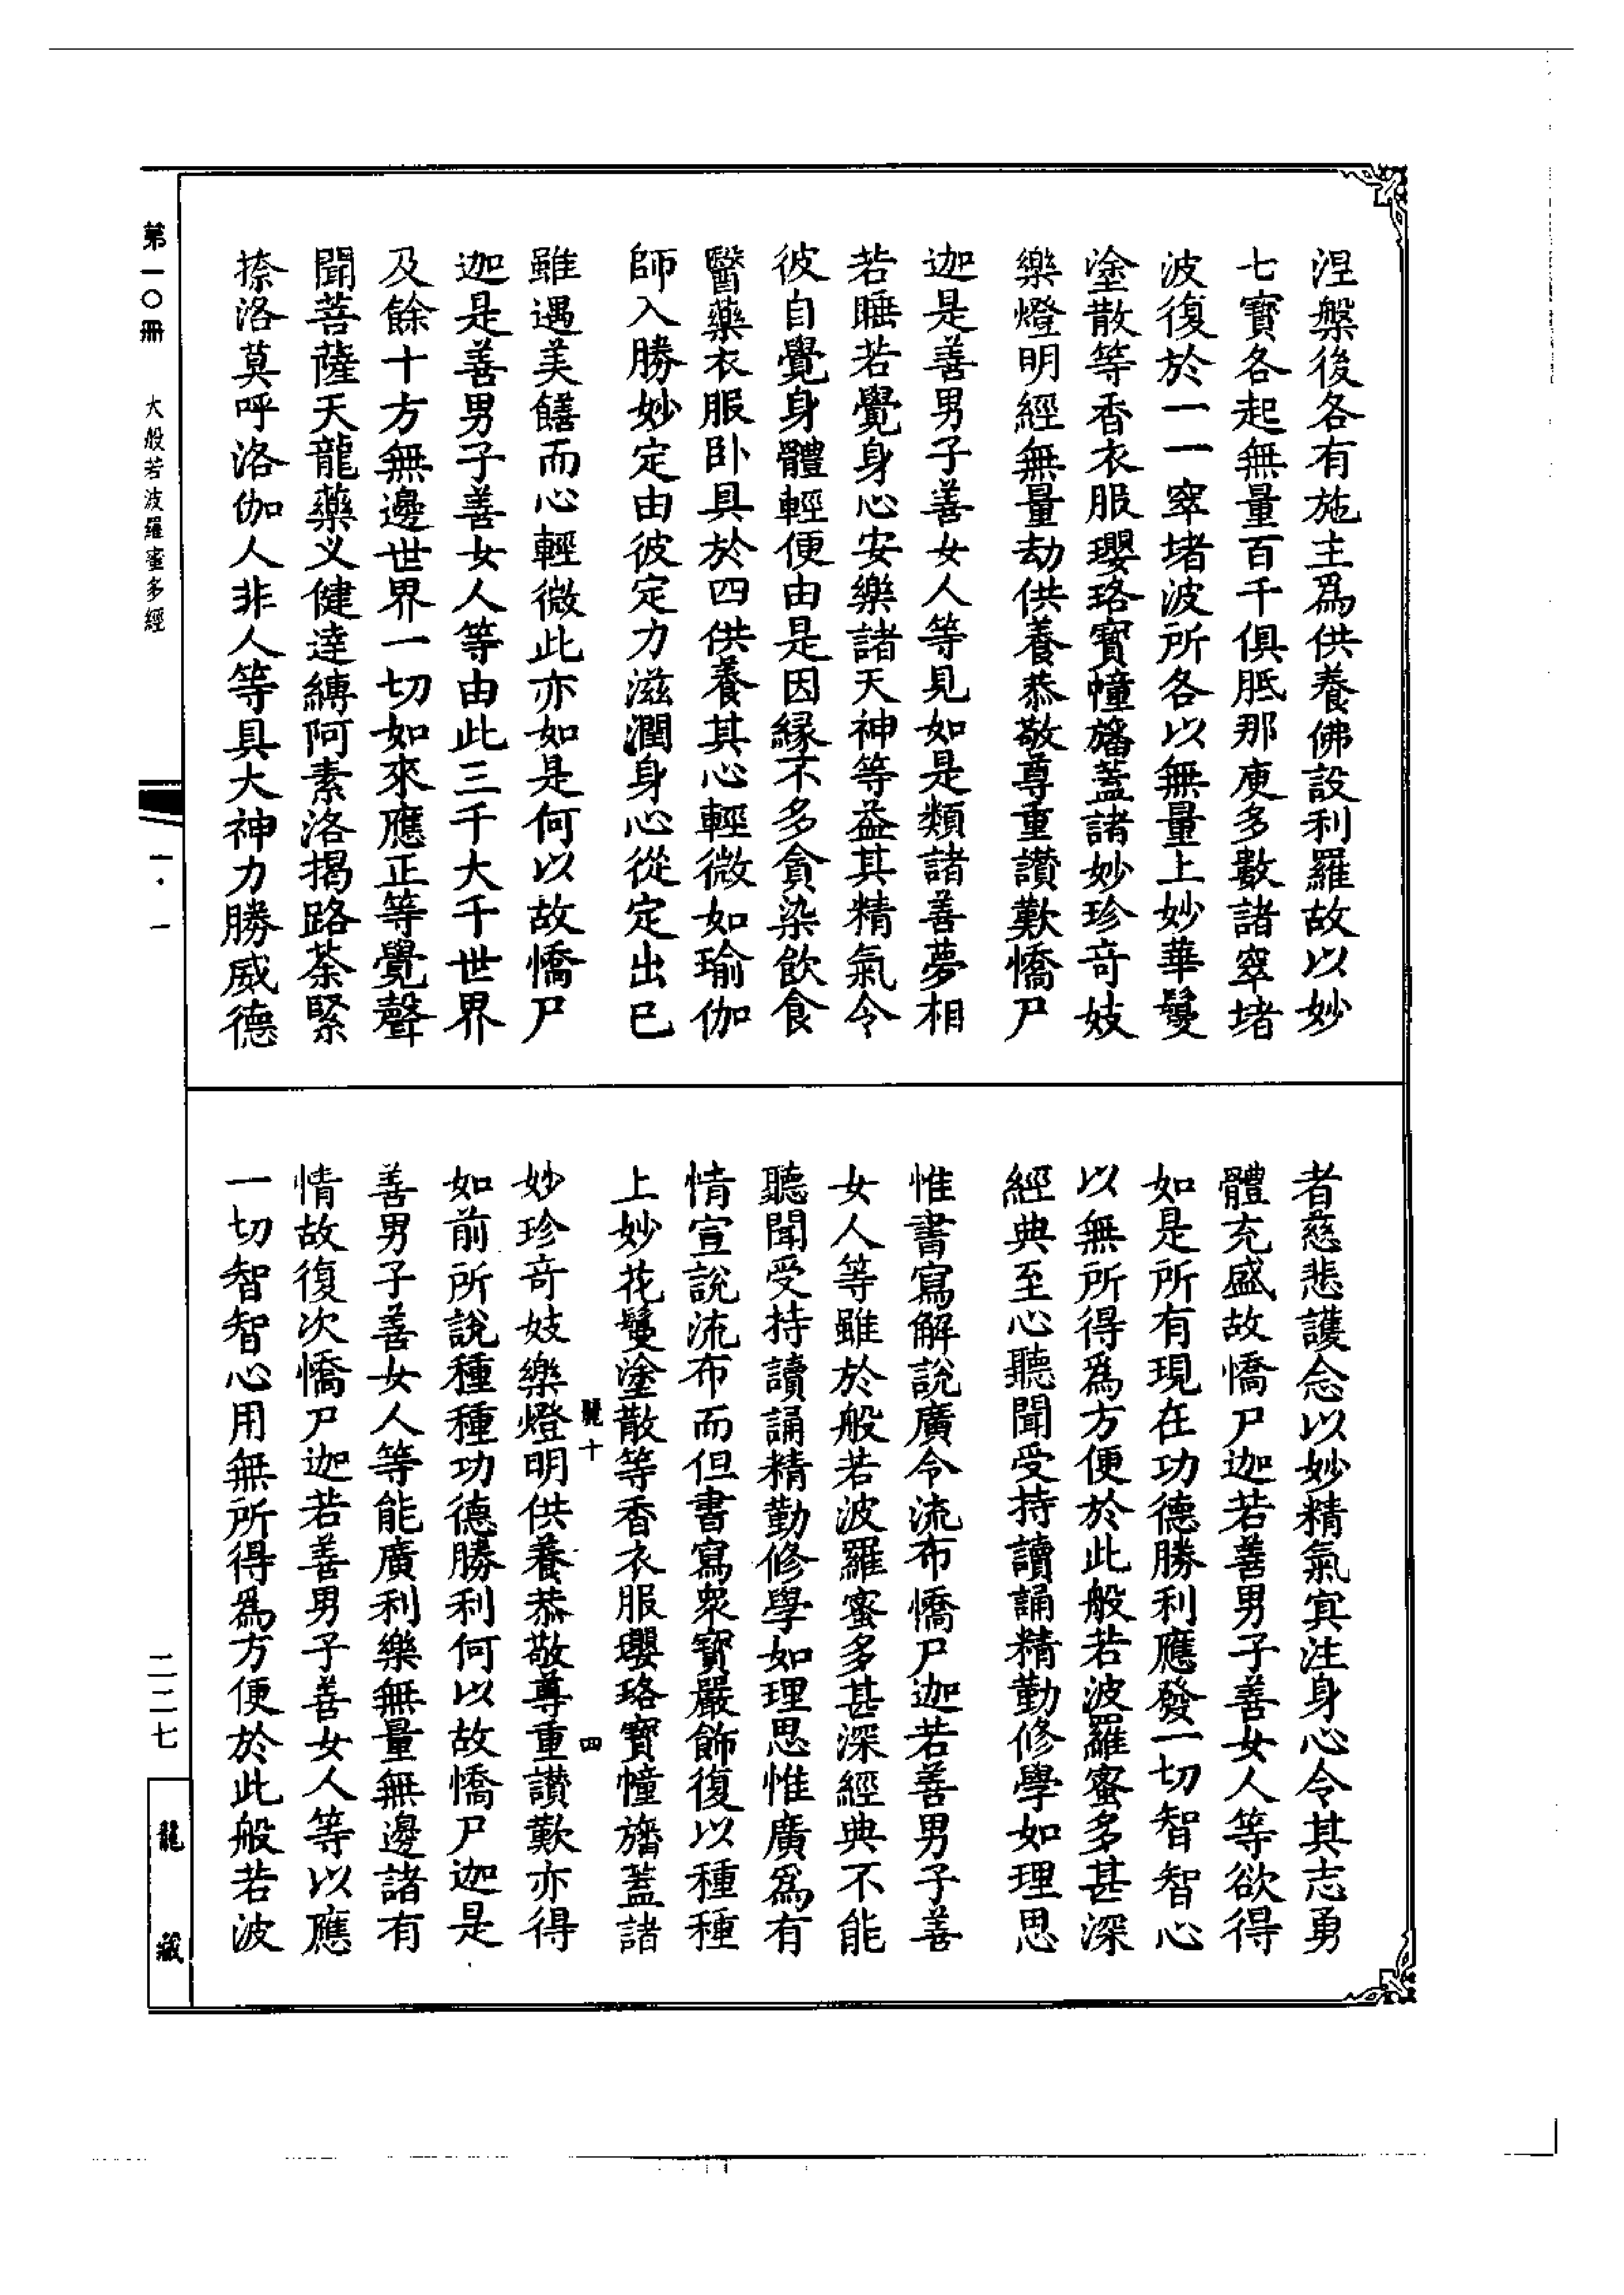 涅槃後各有施主爲供養佛設利羅故以妙
七寶各起無量百千俱胝那庾多數諸窣堵
波復於一一窣堵波所各以無量上妙華鬘
塗散等香衣服瓔珞寶幢旛蓋諸妙珍奇妓
樂燈明經無量劫供養恭敬尊重讚歎憍尸
迦是善男子善女人等見如是類諸善夢相
若睡若覺身心安樂諸天神等益其精氣令
彼自覺身體輕便由是因緣不多貪染飲食
醫藥衣服卧具於四供養其心輕微如瑜伽
師入勝妙定由彼定力滋潤身心從定出已
雖遇美饍而心輕微此亦如是何以故憍尸
迦是善男子善女人等由此三千大千世界
及餘十方無邊世界一切如來應正等覺聲
聞菩薩天龍藥义健達縛阿素洛揭路荼緊
捺洛莫呼洛伽人非人等具大神力勝威德
者慈悲護念以妙精氣冥注身心令其志勇
體充盛故憍尸迦若善男子善女人等欲得
如是所有現在功德勝利應發一切智智心
以無所得爲方便於此般若波羅蜜多甚深
經典至心聽聞受持讀誦精勤修學如理思
惟書寫解說廣令流布憍尸迦若善男子善
女人等雖於般若波羅蜜多甚深經典不能
聽聞受持讀誦精勤修學如理思惟廣爲有
情宣說流布而但書寫衆寶嚴飾復以種種
上妙花鬘塗散等香衣服瓔珞寶幢旛蓋諸
麗十 四
妙珍奇妓樂燈明供養恭敬尊重讚歎亦得
如前所說種種功德勝利何以故憍尸迦是
善男子善女人等能廣利樂無量無邊諸有
情故復次憍尸迦若善男子善女人等以應
一切智智心用無所得爲方便於此般若波
第一〇冊 大般若波羅蜜多經 一·一 二二七 龍藏